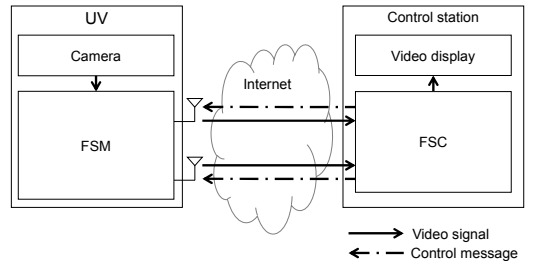 UV
Camera
FSM
Internet
Control station
Video display
FSC
Video signal
Control message